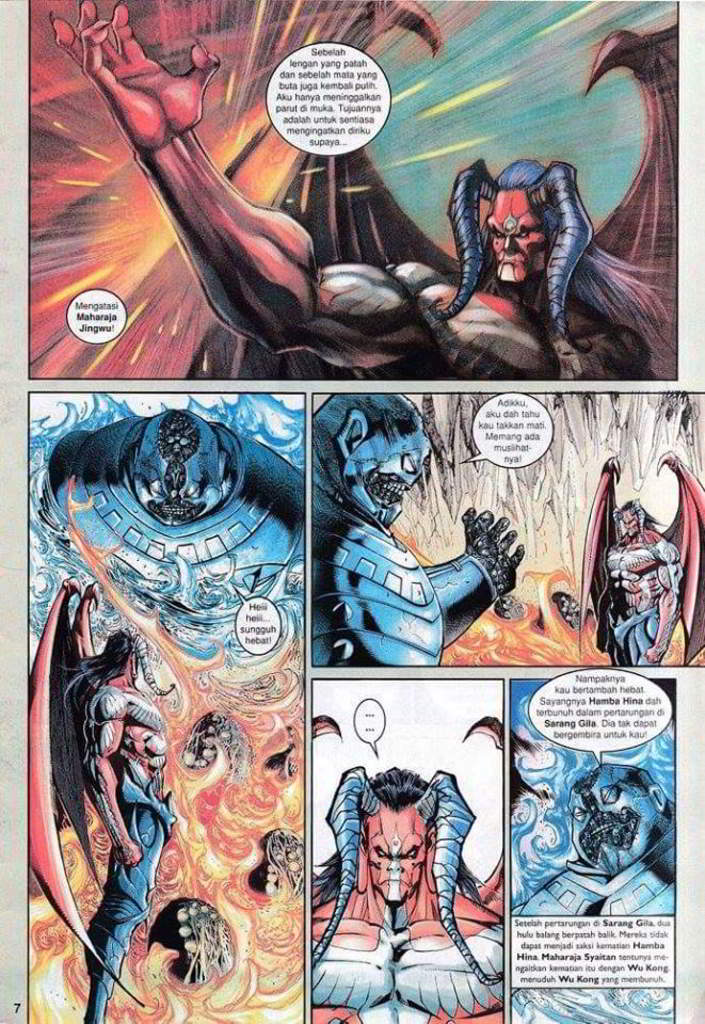 Sebelah
lengan yang patah
dan sebelah mata yang
buta juga kembali pulih.
Aku hanya meninggalkan
parut di muka. Tujuannya
adalah untuk sentiasa
mengingatkan diriku
supaya...
Mengatasi
Maharaja
Jingwu!
Heiii
heiii...
sungguh
hebat!
Adikku,
aku dah tahu
kau takkan mati.
Memang ada
muslihat-
nya!
...
...
Nampaknya
kau bertambah hebat.
Sayangnya Hamba Hina dah
terbunuh dalam pertarungan di
Sarang Gila. Dia tak dapat
bergembira untuk kau!
Setelah pertarungan di Sarang Gila, dua
hulu balang berpatah balik. Mereka tidak
dapat menjadi saksi kematian Hamba
Hina. Maharaja Syaitan tentunya me-
ngaitkan kematian itu dengan Wu Kong,
menuduh Wu Kong yang membunuh.
7